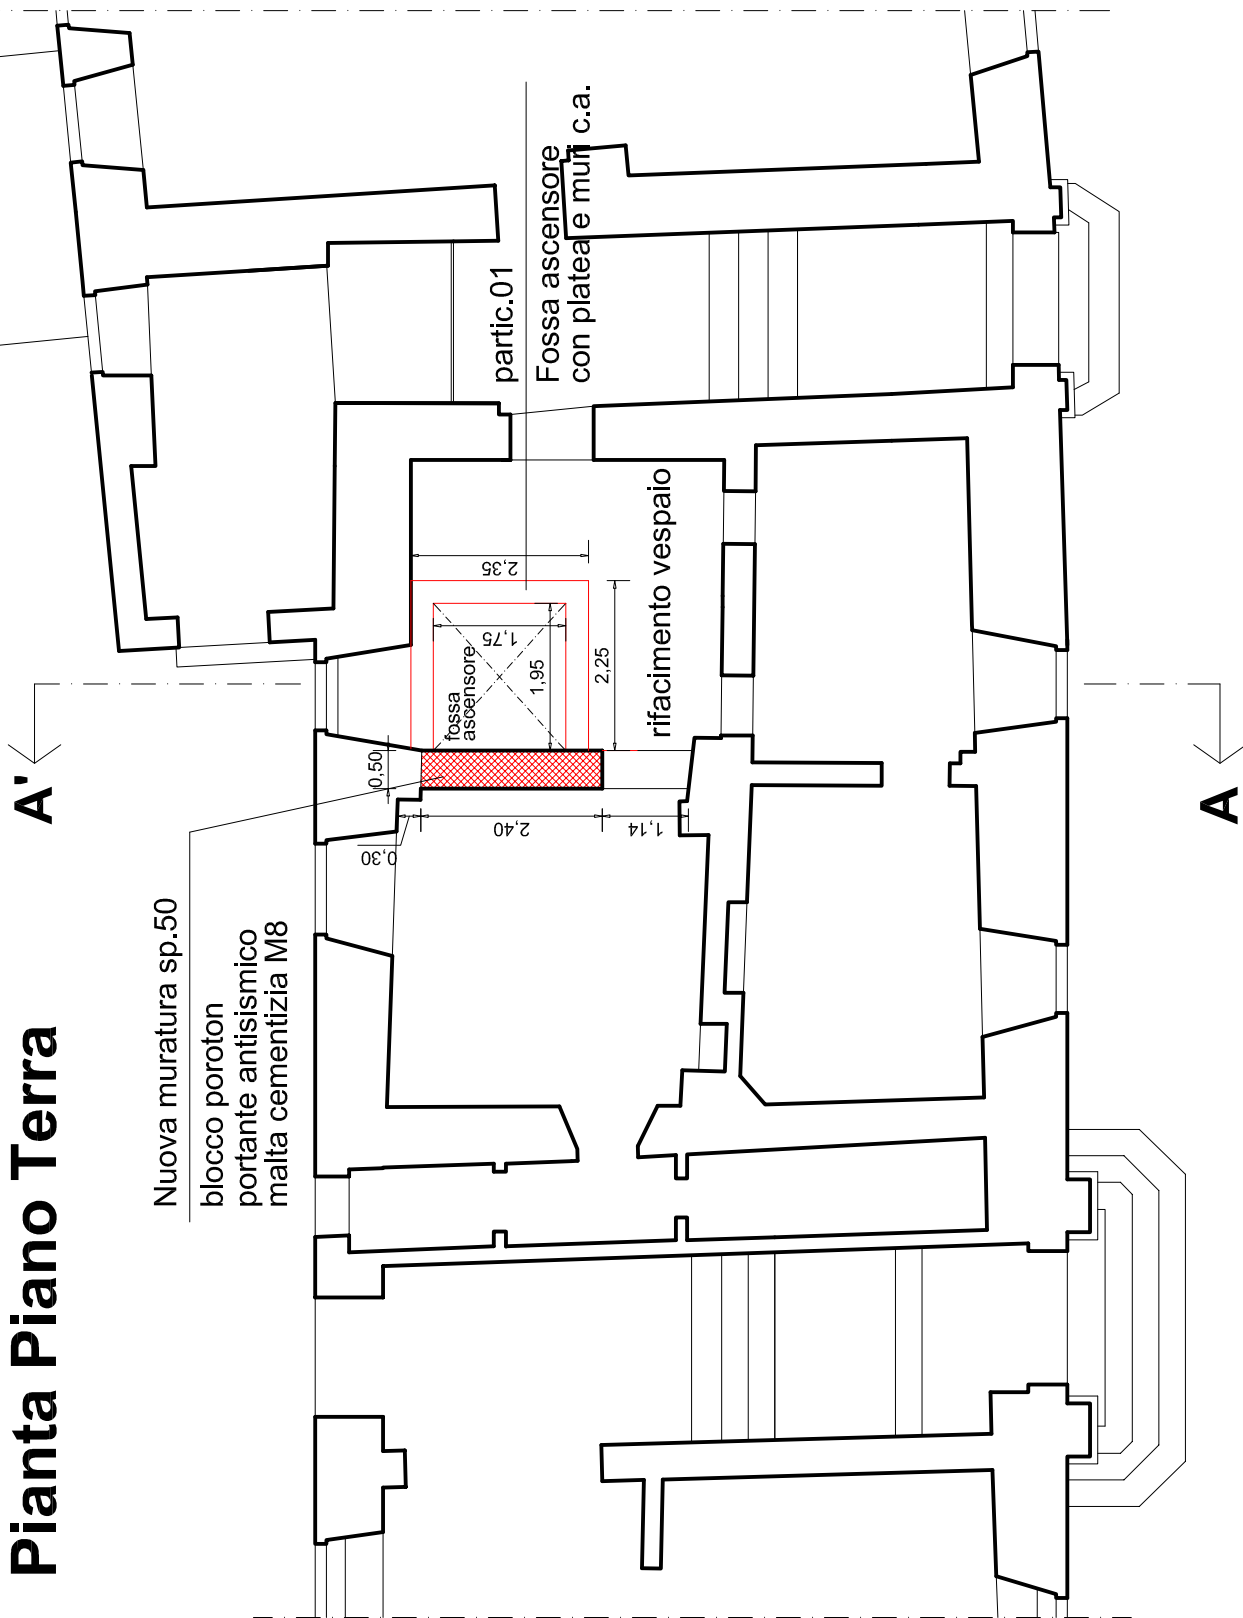 Pianta Piano Terra
Nuova muratura sp.50
blocco poroton
portante antisismico
malta cementizia M8
A'
A
partic.01
Fossa ascensore
con platea e muri c.a.
rifacimento vespaio
fossa
ascensore
0,50
0,30
2,40
1,14
2,35
1,75
1,95
2,25